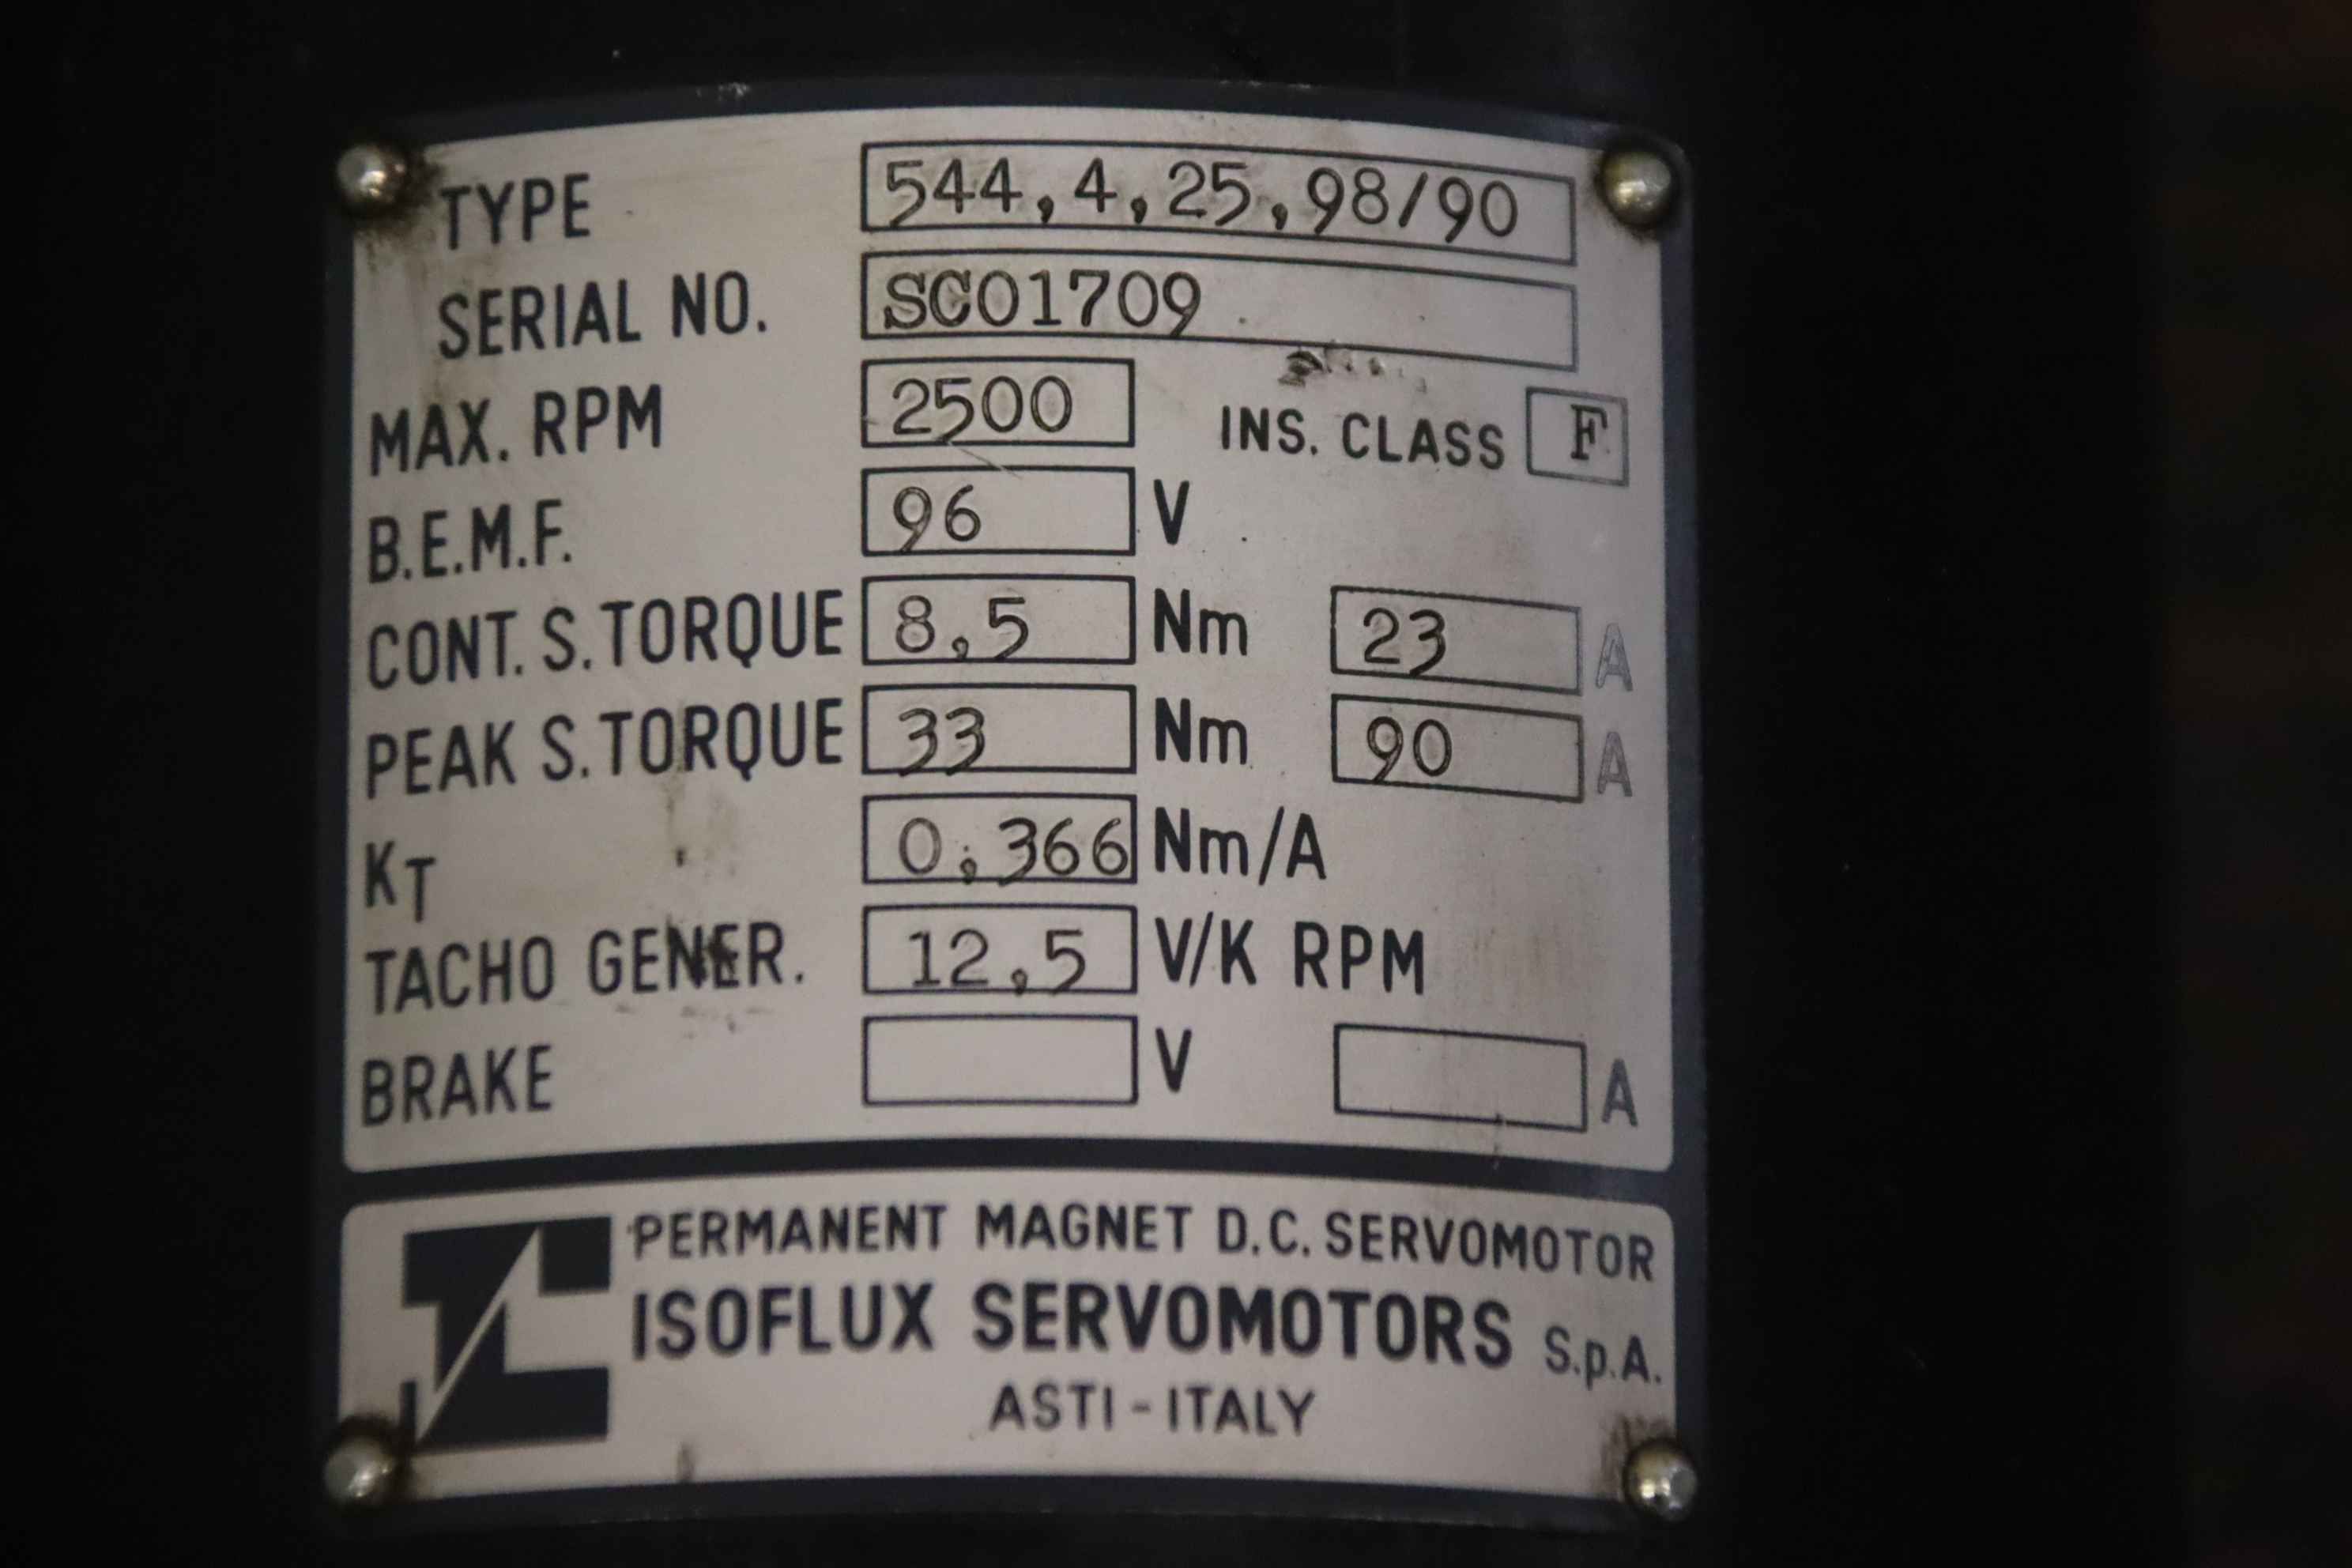 TYPE 544,4,25,98/90
SERIAL NO. SC01709
MAX. RPM 2500 INS. CLASS F
B.E.M.F. 96 V
CONT. S. TORQUE 8,5 Nm 23 A
PEAK S. TORQUE 33 Nm 90 A
KT 0,366 Nm/A
TACHO GENER. 12,5 V/K RPM
BRAKE V A
PERMANENT MAGNET D.C. SERVOMOTOR
ISOFLUX SERVOMOTORS S.p.A.
ASTI - ITALY